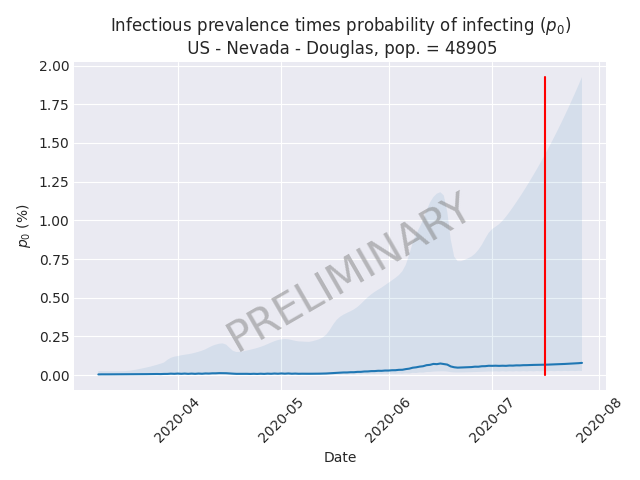 Infectious prevalence times probability of infecting (p₀)
US - Nevada - Douglas, pop. = 48905
2.00
1.75
1.50
1.25
1.00
0.75
0.50
0.25
0.00
p₀ (%)
PRELIMINARY
2020-04
2020-05
2020-06
2020-07
2020-08
Date